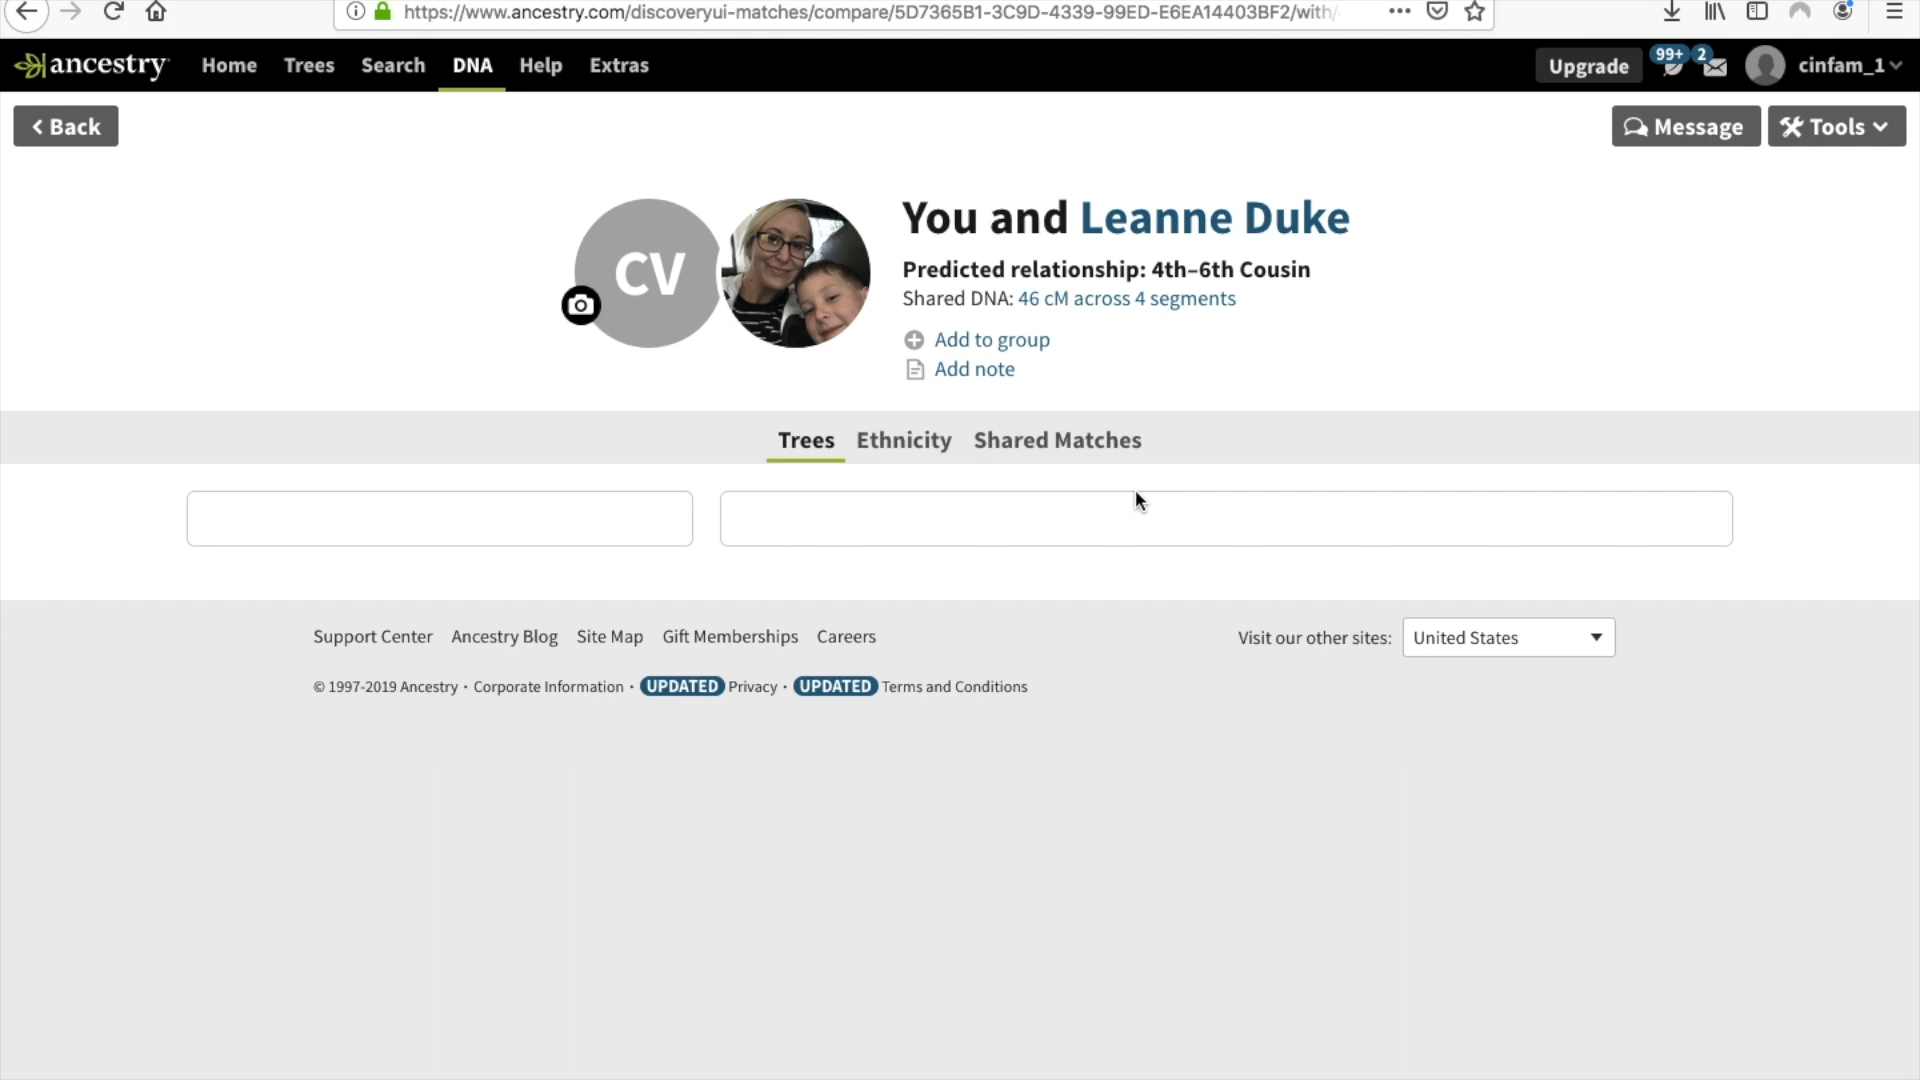 https://www.ancestry.com/discoveryui-matches/compare/5D7365B1-3C9D-4339-99ED-E6EA14403BF2/with/
ancestry Home Trees Search DNA Help Extras Upgrade 99+ 2 cinfam_1
Back Message Tools
You and Leanne Duke
CV
Predicted relationship: 4th–6th Cousin
Shared DNA: 46 cM across 4 segments
Add to group
Add note
Trees Ethnicity Shared Matches
Support Center Ancestry Blog Site Map Gift Memberships Careers Visit our other sites: United States
© 1997-2019 Ancestry · Corporate Information · UPDATED Privacy · UPDATED Terms and Conditions